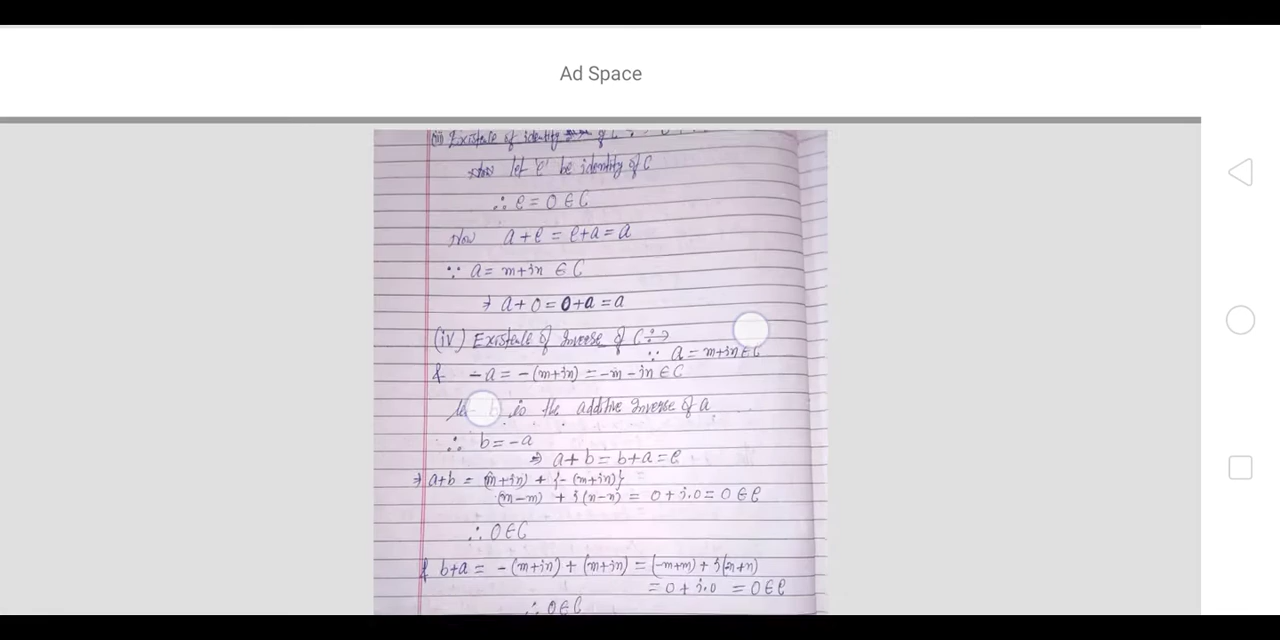 Ad Space
(iii) Existence of identity of C
Now let 'e' be identity of C
∴ e = 0 ∈ C
Now a + e = e + a = a
∵ a = m+in ∈ C
⇒ a + 0 = 0 + a = a
(iv) Existence of Inverse of C :→
∵ a = m+in ∈ C
& -a = -(m+in) = -m - in ∈ C
b is the additive Inverse of a
∴ b = -a
⇒ a + b = b + a = e
⇒ a+b = (m+in) + {-(m+in)}
(m-m) + i(n-n) = 0 + i.0 = 0 ∈ C
∴ 0 ∈ C
& b+a = -(m+in) + (m+in) = (-m+m) + i(-n+n)
= 0 + i.0 = 0 ∈ C
∴ 0 ∈ C